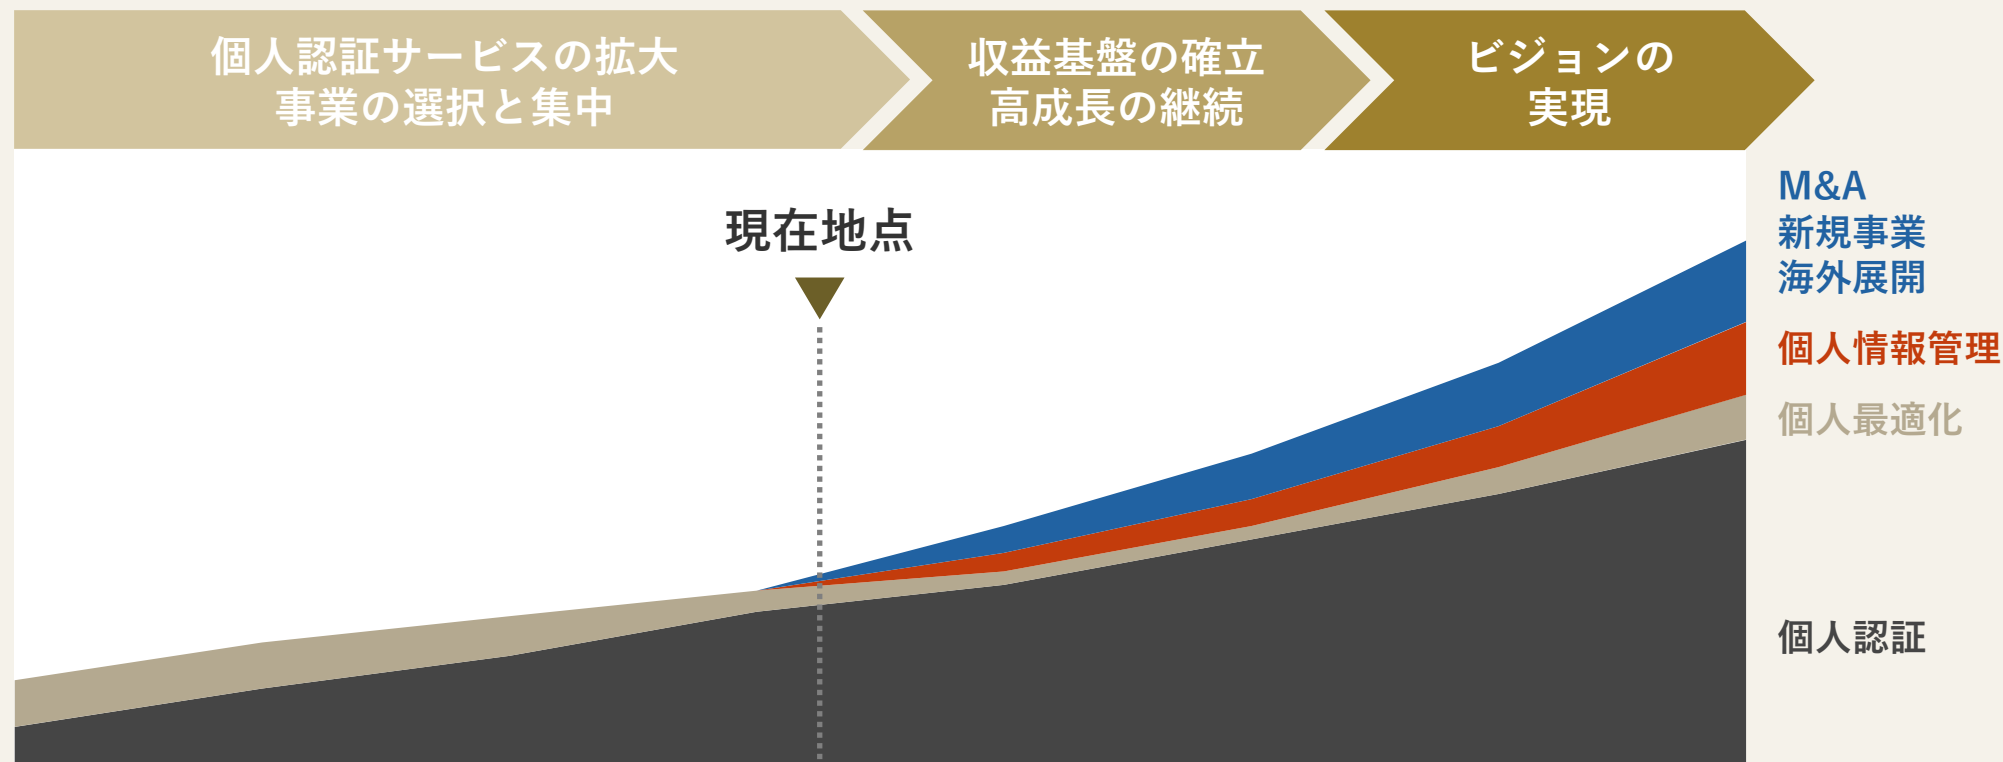 個人認証サービスの拡大
事業の選択と集中
収益基盤の確立
高成長の継続
ビジョンの
実現
現在地点
M&A
新規事業
海外展開
個人情報管理
個人最適化
個人認証